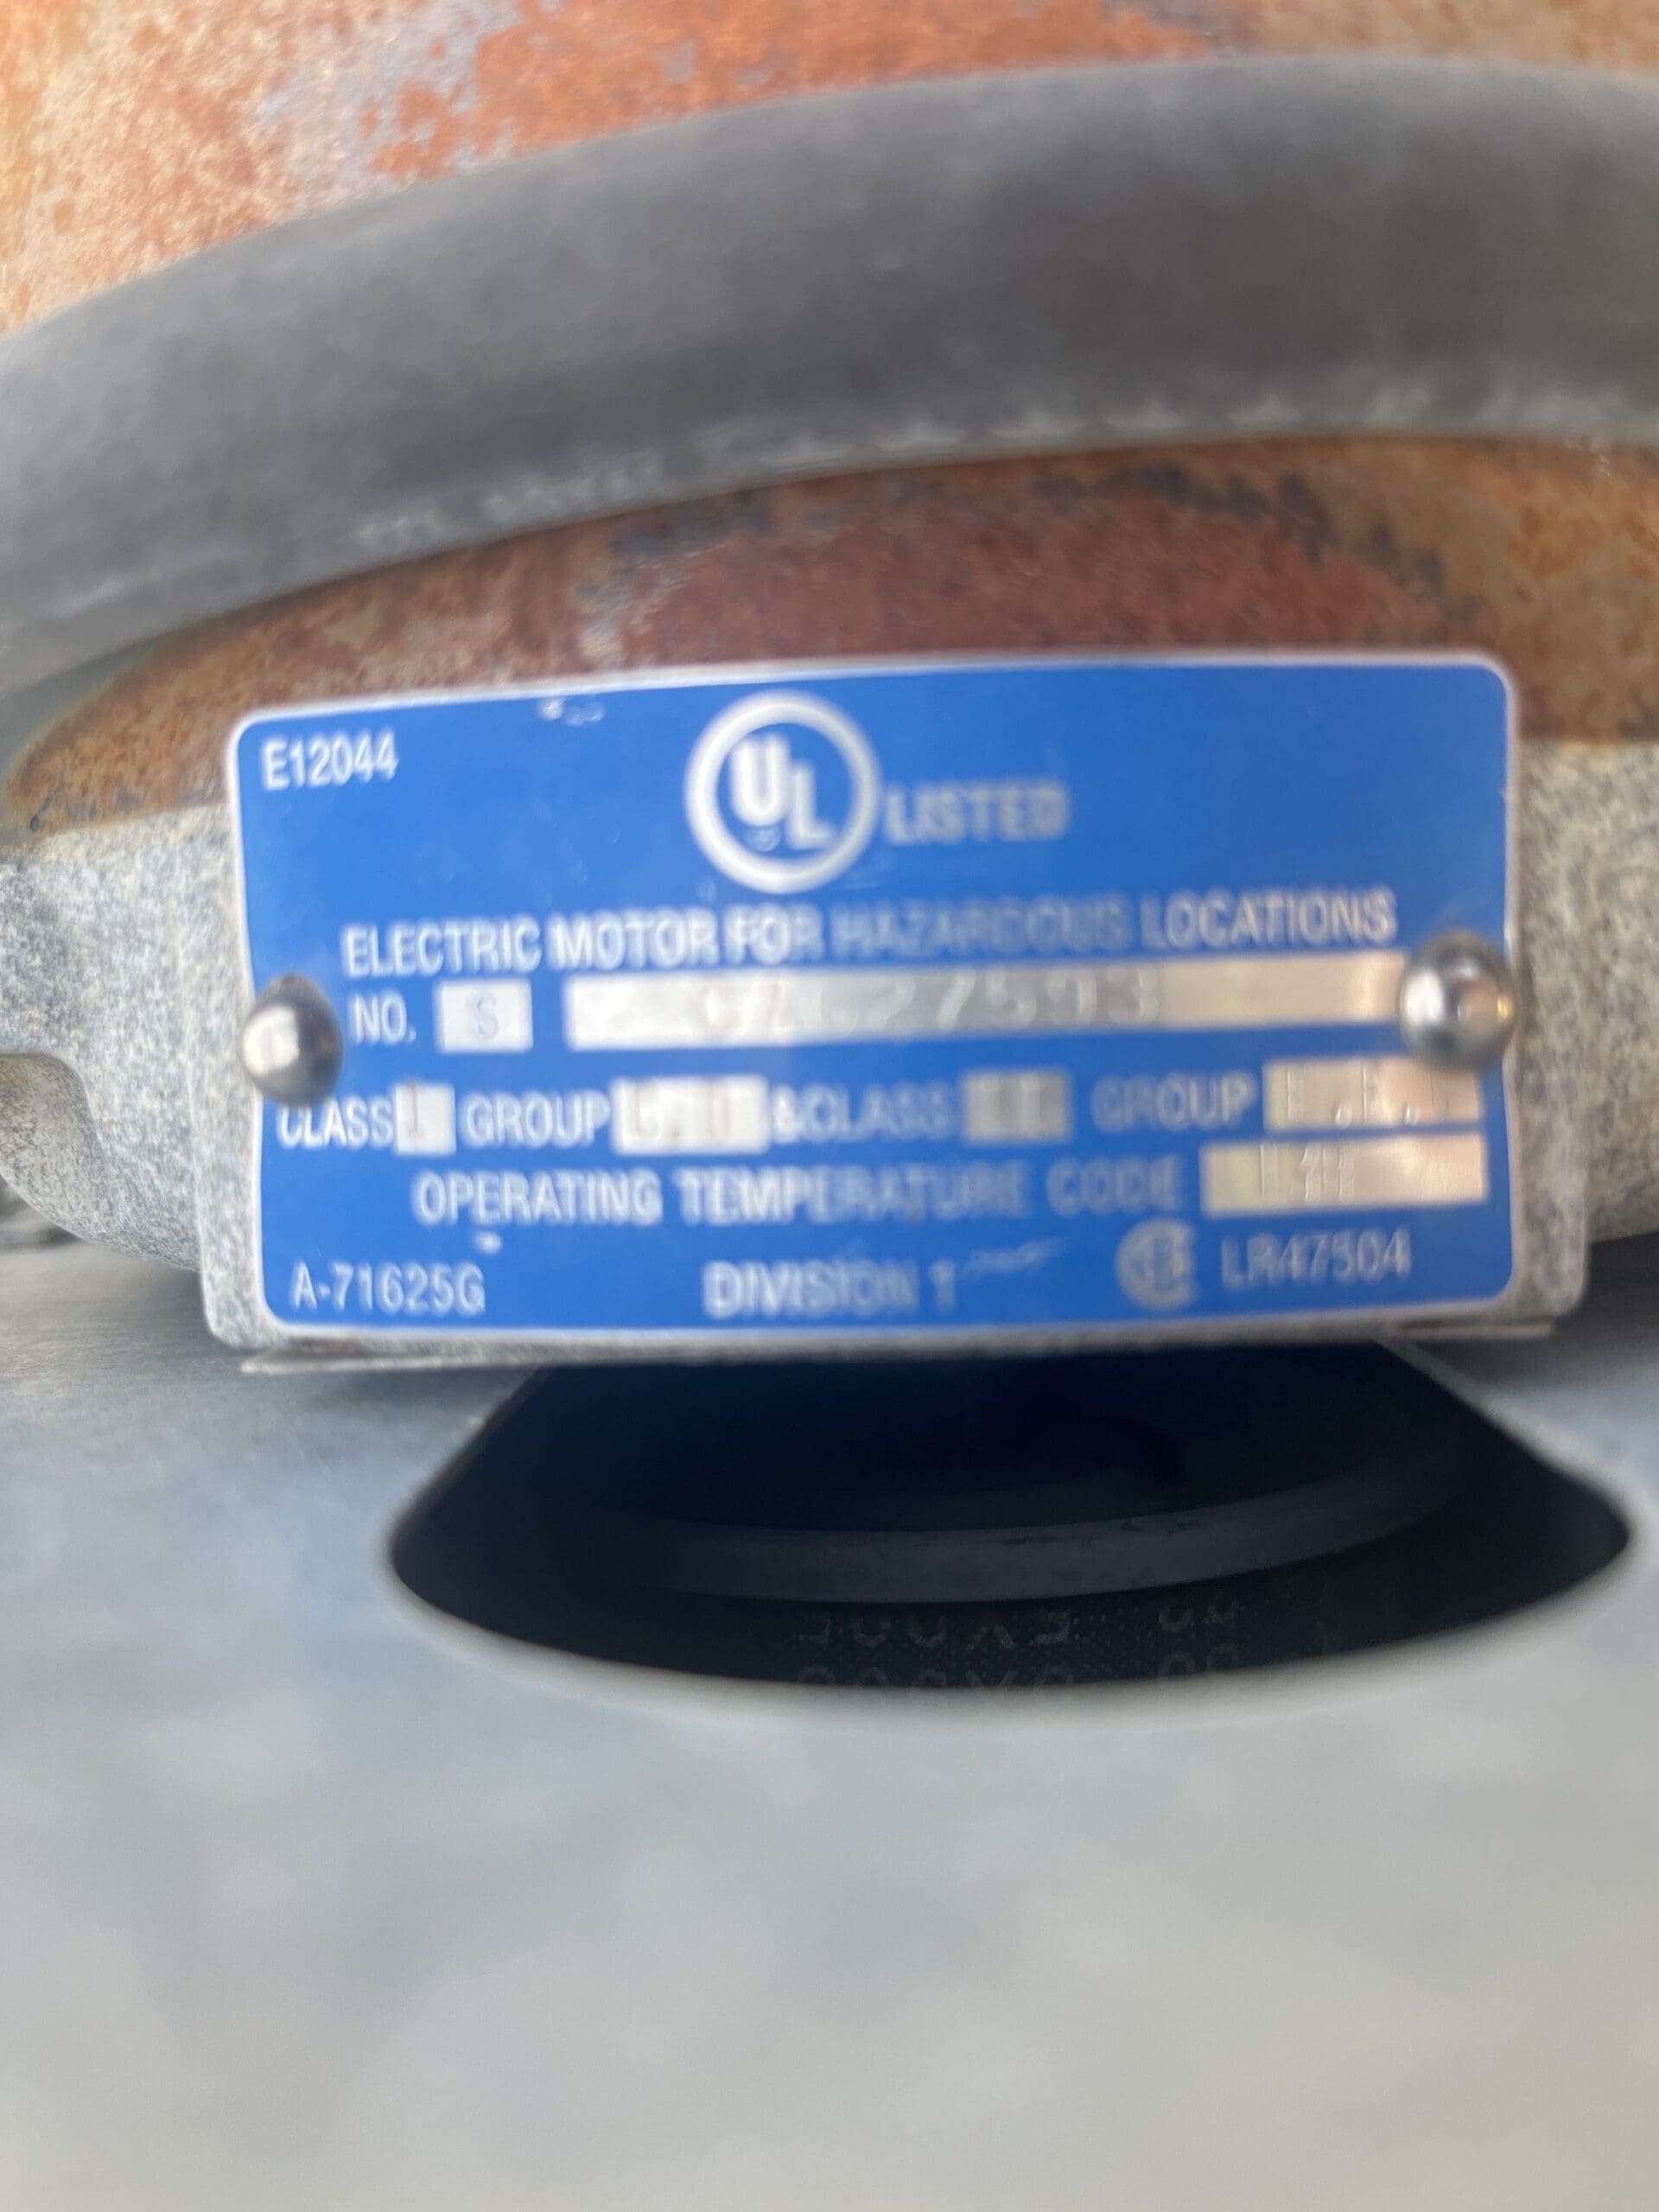 E12044
UL LISTED
ELECTRIC MOTOR FOR HAZARDOUS LOCATIONS
NO. S
CLASS I GROUP &CLASS II GROUP
OPERATING TEMPERATURE CODE
A-71625G DIVISION 1 LR47504